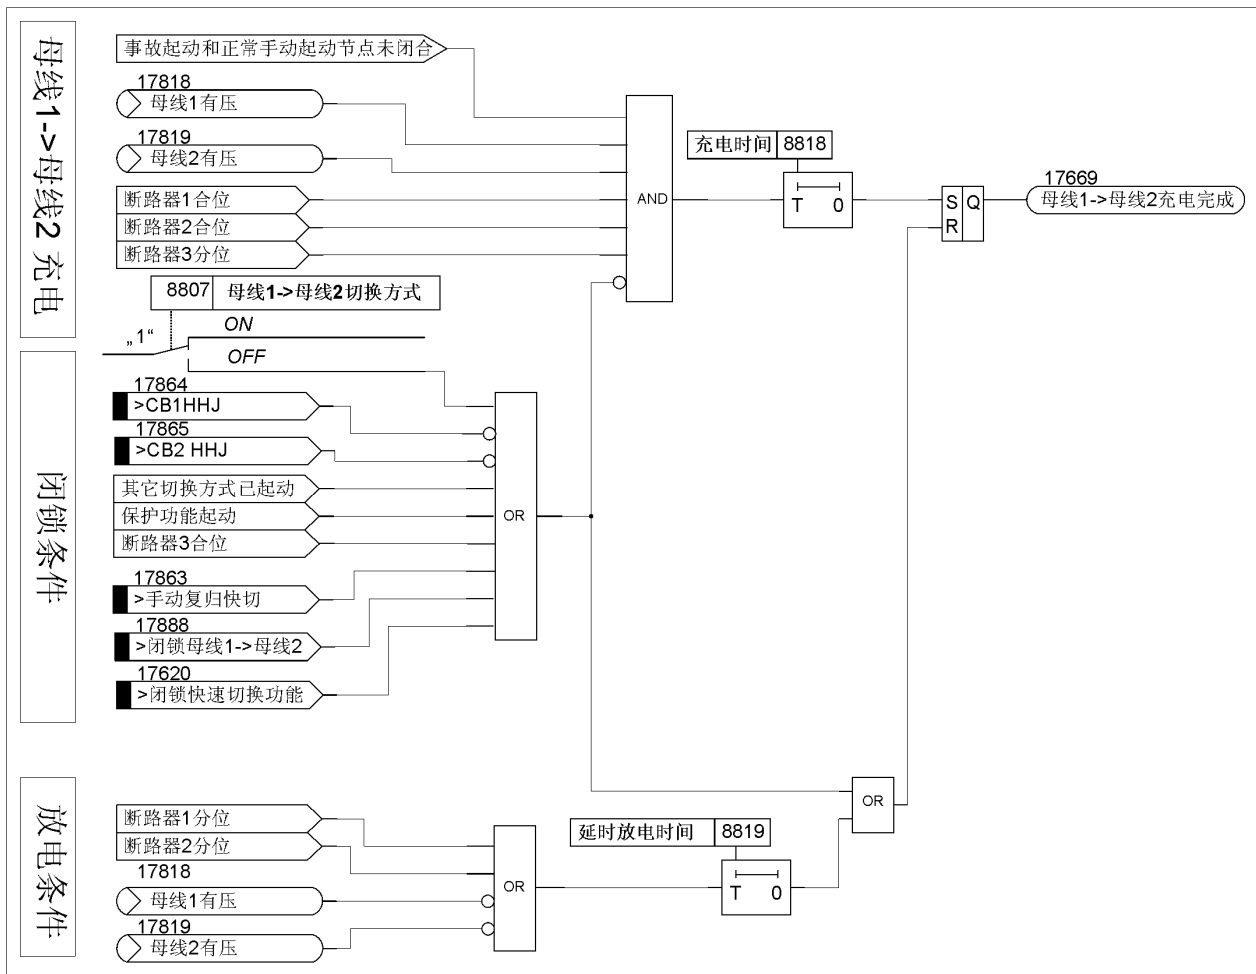 母线1->母线2 充电
事故起动和正常手动起动节点未闭合
17818
母线1有压
17819
母线2有压
断路器1合位
断路器2合位
断路器3分位
AND
充电时间 8818
T 0
S Q
R
17669
母线1->母线2充电完成
8807 母线1->母线2切换方式
„1“
ON
OFF
闭锁条件
17864
>CB1HHJ
17865
>CB2 HHJ
其它切换方式已起动
保护功能起动
断路器3合位
17863
>手动复归快切
17888
>闭锁母线1->母线2
17620
>闭锁快速切换功能
OR
放电条件
断路器1分位
断路器2分位
17818
母线1有压
17819
母线2有压
OR
延时放电时间 8819
T 0
OR